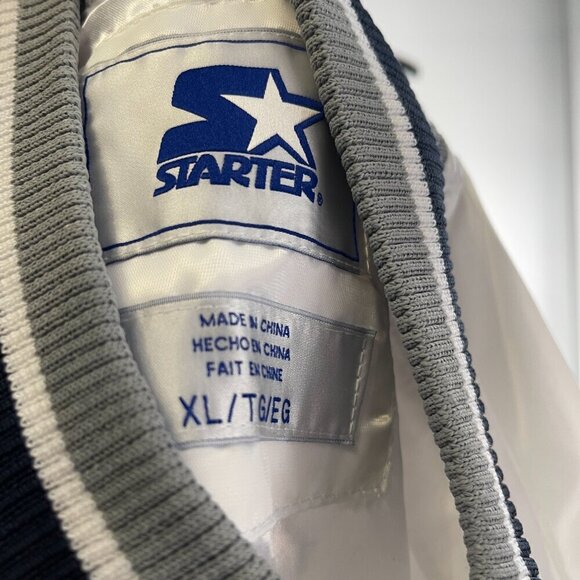 STARTER®
MADE IN CHINA
HECHO EN CHINA
FAIT EN CHINE
XL/TG/EG